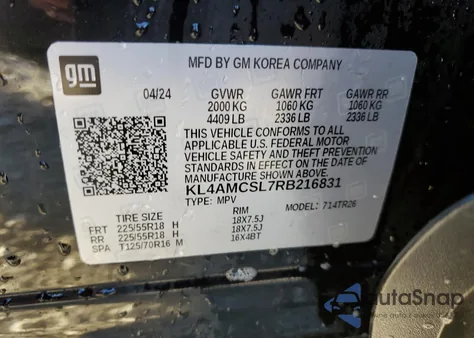 gm
MFD BY GM KOREA COMPANY
04/24 GVWR GAWR FRT GAWR RR
2000 KG 1060 KG 1060 KG
4409 LB 2336 LB 2336 LB
THIS VEHICLE CONFORMS TO ALL
APPLICABLE U.S. FEDERAL MOTOR
VEHICLE SAFETY AND THEFT PREVENTION
STANDARDS IN EFFECT ON THE DATE OF
MANUFACTURE SHOWN ABOVE.
KL4AMCSL7RB216831
TYPE: MPV MODEL: 714TR26
TIRE SIZE RIM
FRT 225/55R18 H 18X7.5J
RR 225/55R18 H 18X7.5J
SPA T125/70R16 M 16X4BT
autaSnap